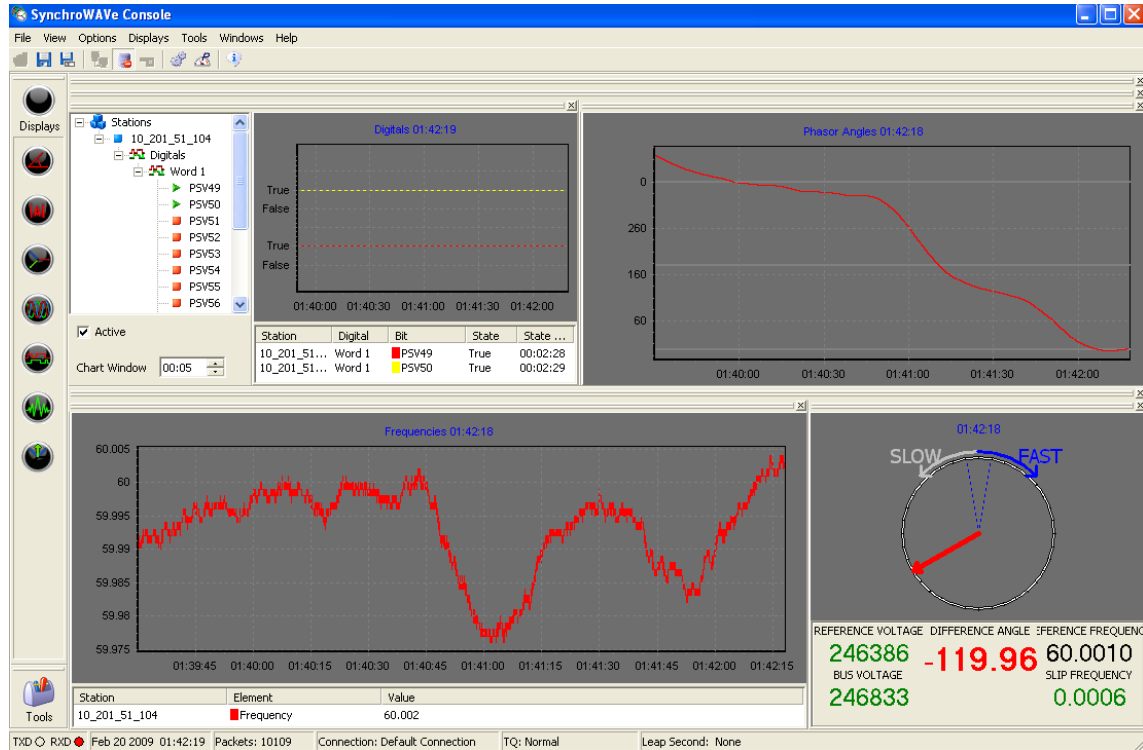 SynchroWAVe Console
File View Options Displays Tools Windows Help
Displays
Stations
10_201_51_104
Digitals
Word 1
PSV49
PSV50
PSV51
PSV52
PSV53
PSV54
PSV55
PSV56
Active
Chart Window 00:05
Digitals 01:42:19
True
False
True
False
01:40:00 01:40:30 01:41:00 01:41:30 01:42:00
Station Digital Bit State State ...
10_201_51... Word 1 PSV49 True 00:02:28
10_201_51... Word 1 PSV50 True 00:02:29
Phasor Angles 01:42:18
0
260
160
60
01:40:00 01:40:30 01:41:00 01:41:30 01:42:00
Frequencies 01:42:18
60.005
60
59.995
59.99
59.985
59.98
59.975
01:39:45 01:40:00 01:40:15 01:40:30 01:40:45 01:41:00 01:41:15 01:41:30 01:41:45 01:42:00 01:42:15
Station Element Value
10_201_51_104 Frequency 60.002
01:42:18
SLOW FAST
REFERENCE VOLTAGE DIFFERENCE ANGLE EFERENCE FREQUENC
246386 -119.96 60.0010
BUS VOLTAGE SLIP FREQUENCY
246833 0.0006
Tools
TXD RXD Feb 20 2009 01:42:19 Packets: 10109 Connection: Default Connection TQ: Normal Leap Second: None